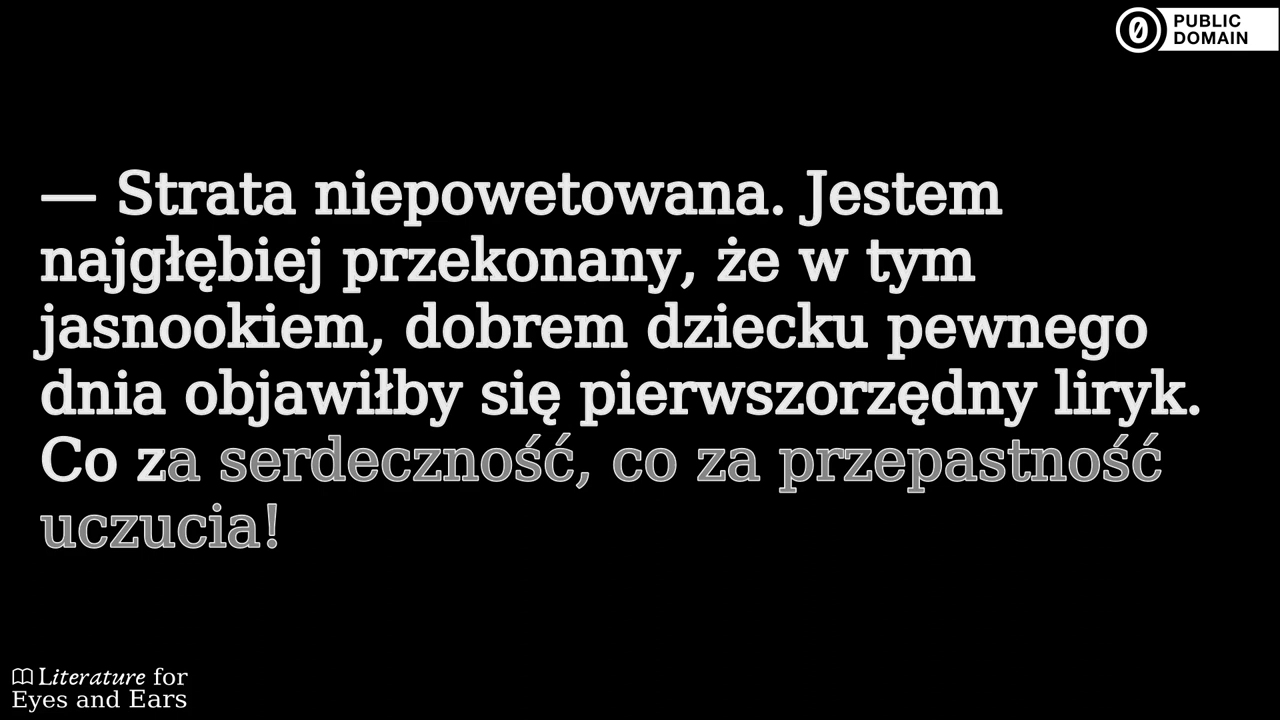 PUBLIC
DOMAIN
— Strata niepowetowana. Jestem
najgłębiej przekonany, że w tym
jasnookiem, dobrem dziecku pewnego
dnia objawiłby się pierwszorzędny liryk.
Co za serdeczność, co za przepastność
uczucia!
Literature for
Eyes and Ears